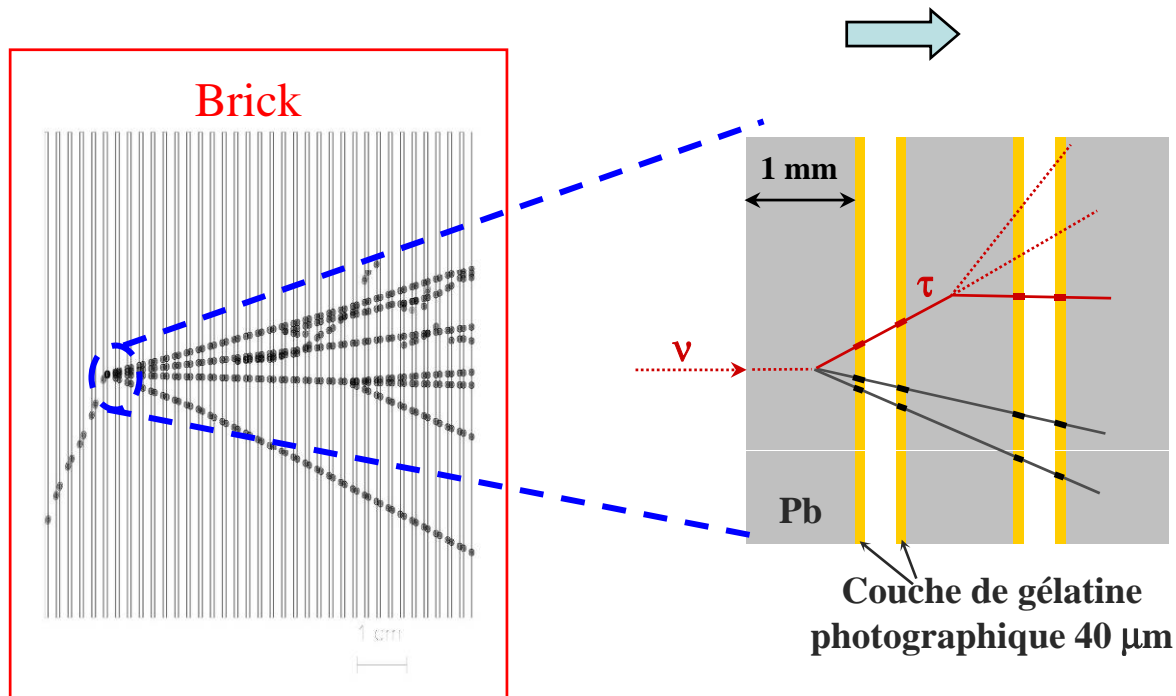 Brick
1 cm
1 mm
τ
ν
Pb
Couche de gélatine
photographique 40 μm